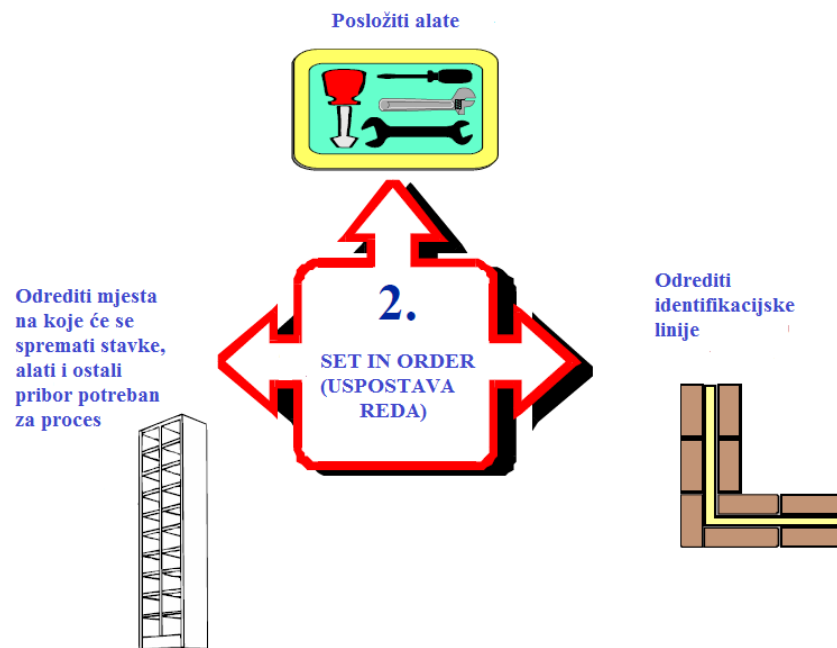 Posložiti alate
Odrediti mjesta
na koje će se
spremati stavke,
alati i ostali
pribor potreban
za proces
2.
SET IN ORDER
(USPOSTAVA
REDA)
Odrediti
identifikacijske
linije